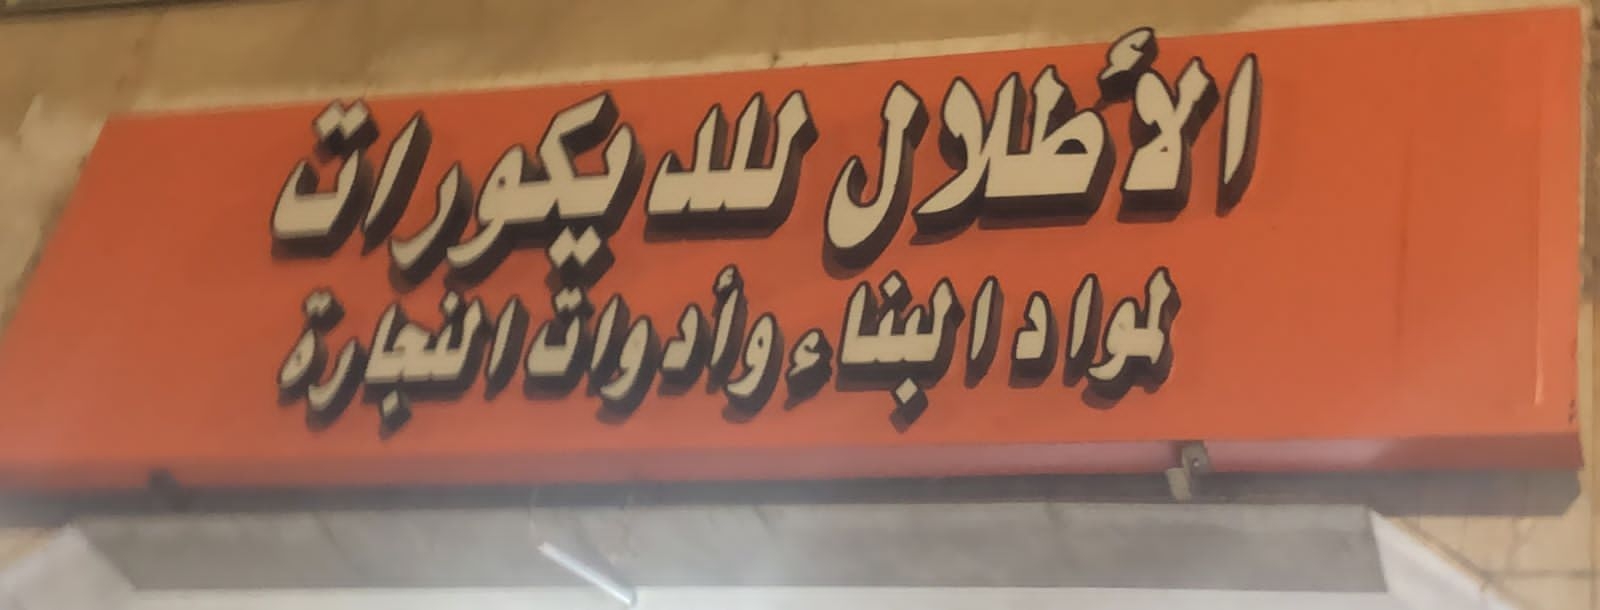 الأطلال للديكورات
لمواد البناء وأدوات النجارة